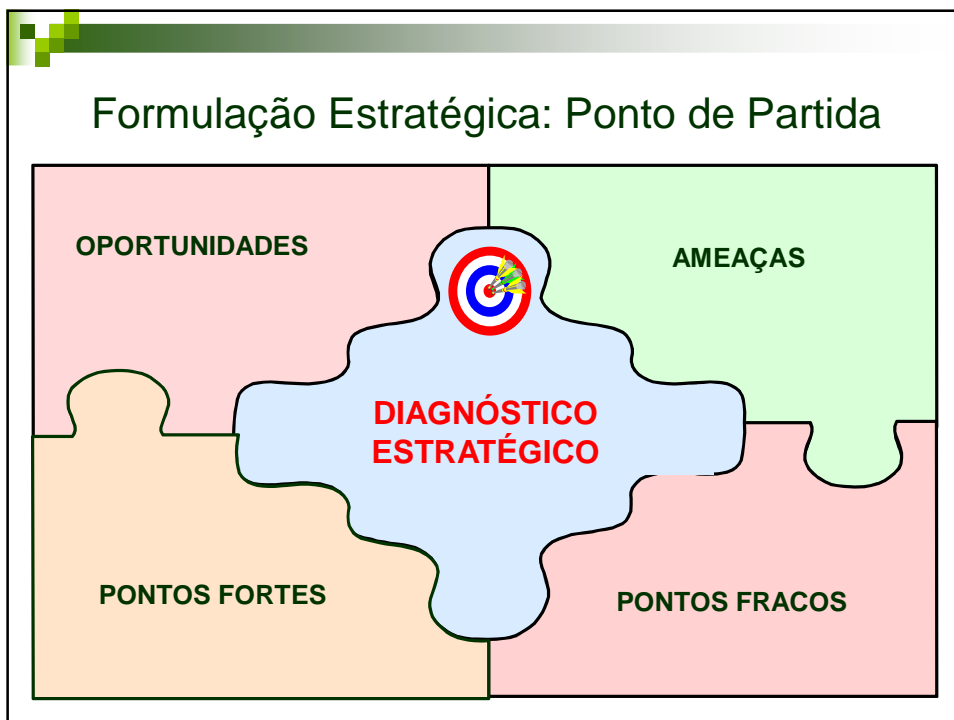 Formulação Estratégica: Ponto de Partida
OPORTUNIDADES
AMEAÇAS
DIAGNÓSTICO
ESTRATÉGICO
PONTOS FORTES
PONTOS FRACOS